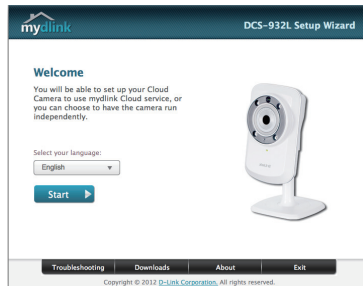 mydlink
DCS-932L Setup Wizard
Welcome
You will be able to set up your Cloud
Camera to use mydlink Cloud service, or
you can choose to have the camera run
independently.
Select your language:
English
Start
Troubleshooting Downloads About Exit
Copyright © 2012 D-Link Corporation. All rights reserved.